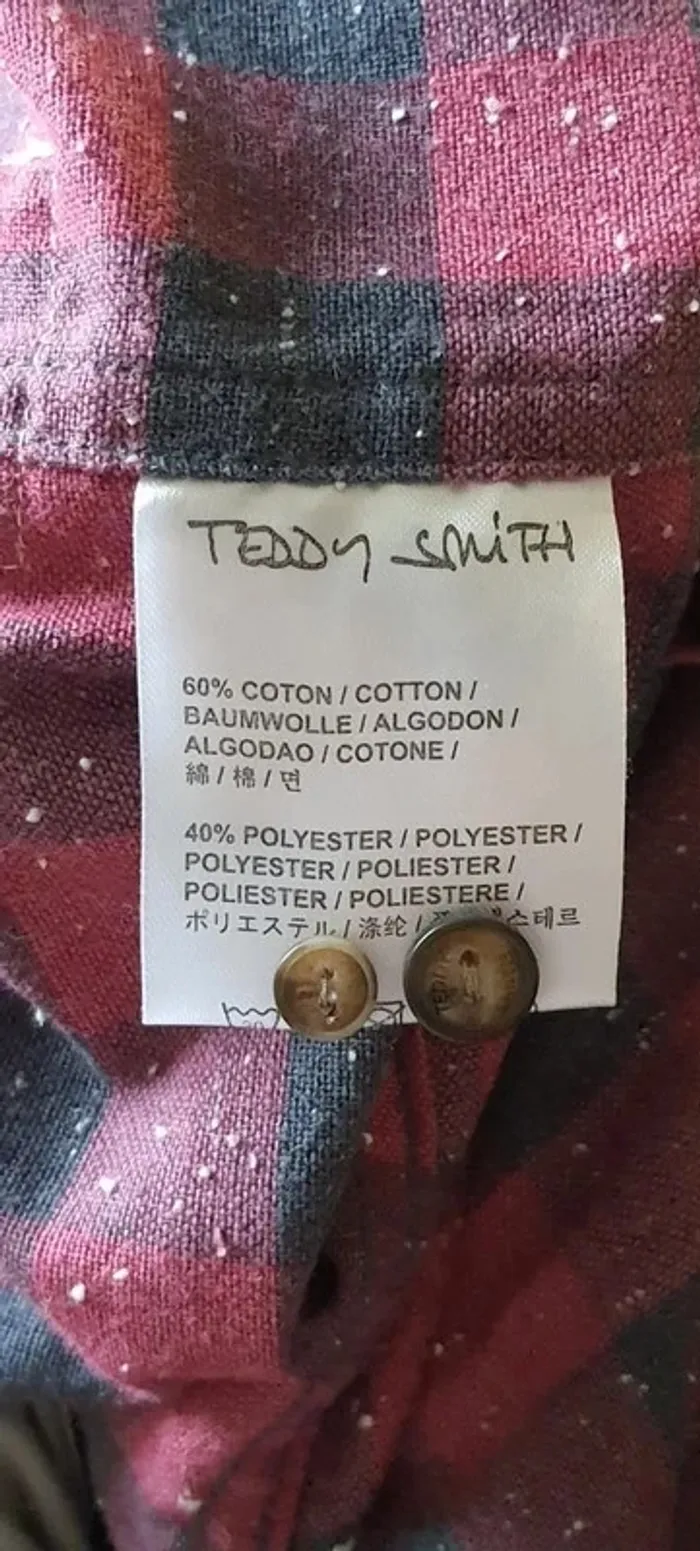 TEDDY SMiTH
60% COTON / COTTON /
BAUMWOLLE / ALGODON /
ALGODAO / COTONE /
綿 / 棉 / 면
40% POLYESTER / POLYESTER /
POLYESTER / POLIESTER /
POLIESTER / POLIESTERE /
ポリエステル / 涤纶 /